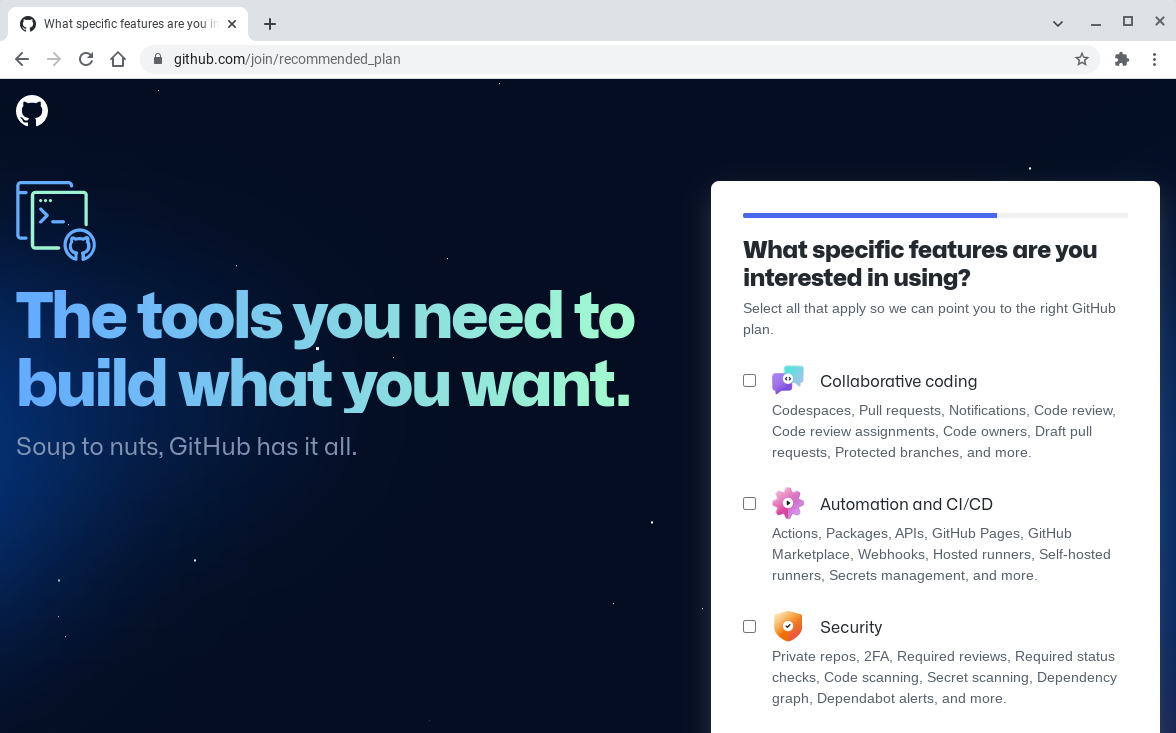 What specific features are you in
github.com/join/recommended_plan
The tools you need to
build what you want.
Soup to nuts, GitHub has it all.
What specific features are you
interested in using?
Select all that apply so we can point you to the right GitHub
plan.
Collaborative coding
Codespaces, Pull requests, Notifications, Code review,
Code review assignments, Code owners, Draft pull
requests, Protected branches, and more.
Automation and CI/CD
Actions, Packages, APIs, GitHub Pages, GitHub
Marketplace, Webhooks, Hosted runners, Self-hosted
runners, Secrets management, and more.
Security
Private repos, 2FA, Required reviews, Required status
checks, Code scanning, Secret scanning, Dependency
graph, Dependabot alerts, and more.